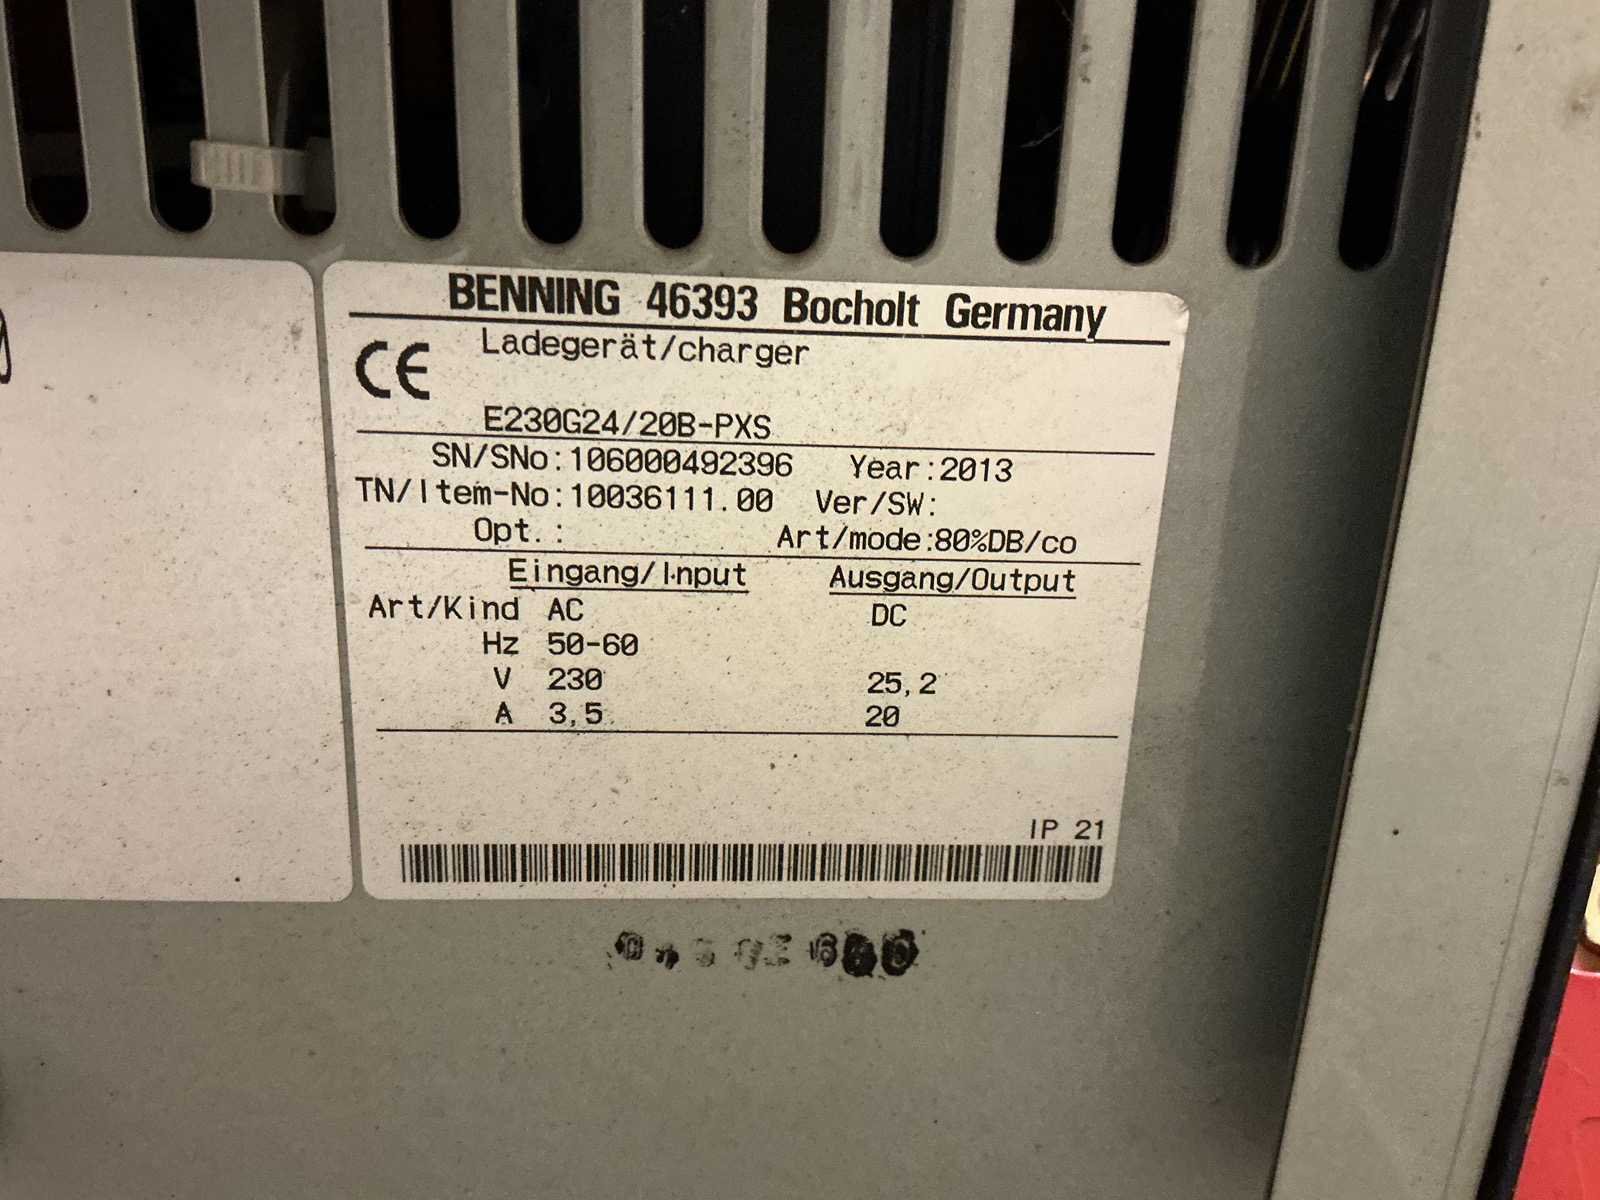 BENNING 46393 Bocholt Germany
CE Ladegerät/charger
E230G24/20B-PXS
SN/SNo:106000492396 Year:2013
TN/Item-No:10036111.00 Ver/SW:
Opt.: Art/mode:80%DB/co
Eingang/Input Ausgang/Output
Art/Kind AC DC
Hz 50-60
V 230 25,2
A 3,5 20
IP 21